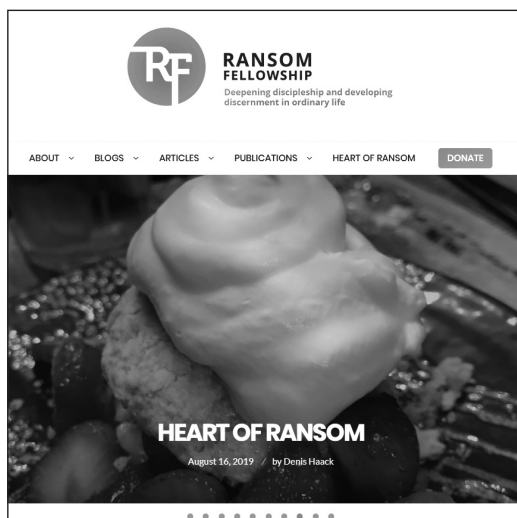 RF
RANSOM
FELLOWSHIP
Deepening discipleship and developing
discernment in ordinary life
ABOUT BLOGS ARTICLES PUBLICATIONS HEART OF RANSOM DONATE
HEART OF RANSOM
August 16, 2019 / by Denis Haack